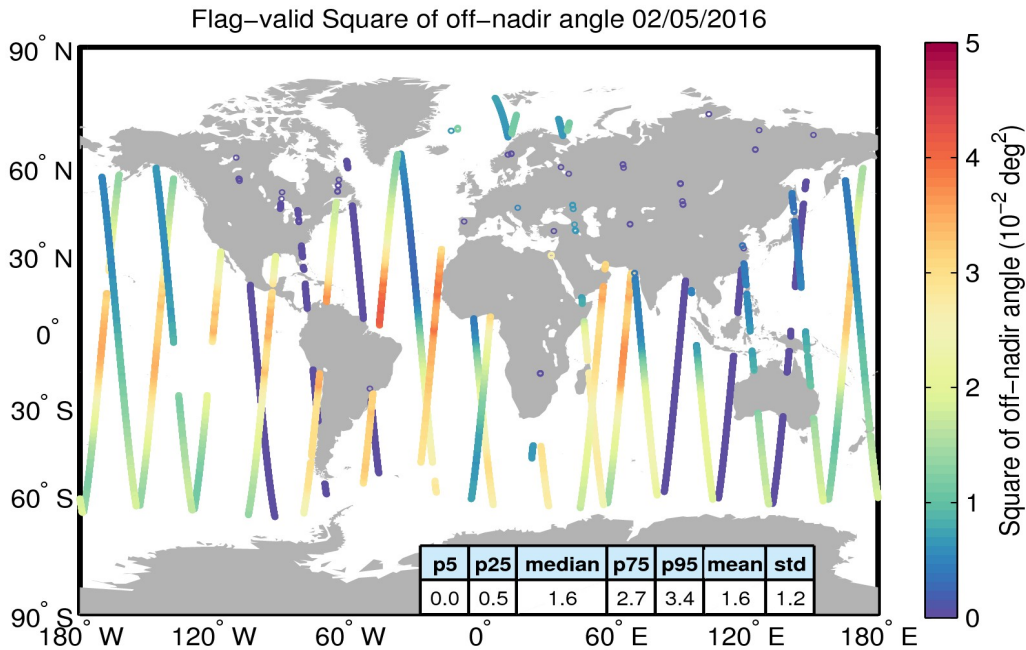 Flag−valid Square of off−nadir angle 02/05/2016
90° N
60° N
30° N
0°
30° S
60° S
90° S
180° W
120° W
60° W
0°
60° E
120° E
180° E
p5 p25 median p75 p95 mean std
0.0 0.5 1.6 2.7 3.4 1.6 1.2
5
4
3
2
1
0
Square of off−nadir angle (10⁻² deg²)